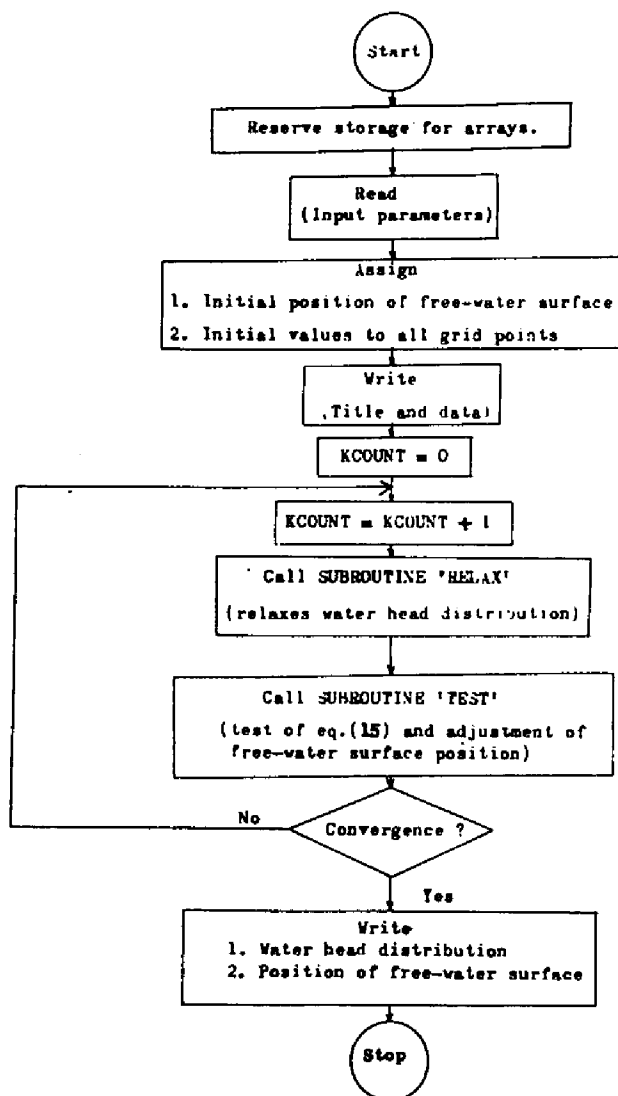 Start
Reserve storage for arrays.
Read
(Input parameters)
Assign
1. Initial position of free-water surface
2. Initial values to all grid points
Write
(Title and data)
KCOUNT = 0
KCOUNT = KCOUNT + 1
Call SUBROUTINE 'RELAX'
(relaxes water head distribution)
Call SUBROUTINE 'TEST'
(test of eq.(15) and adjustment of
free-water surface position)
No
Convergence ?
Yes
Write
1. Water head distribution
2. Position of free-water surface
Stop